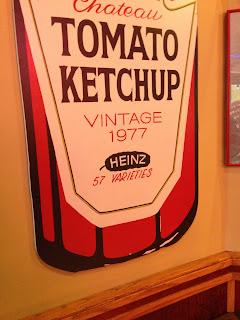 Chateau
TOMATO
KETCHUP
VINTAGE
1977
HEINZ
57 VARIETIES